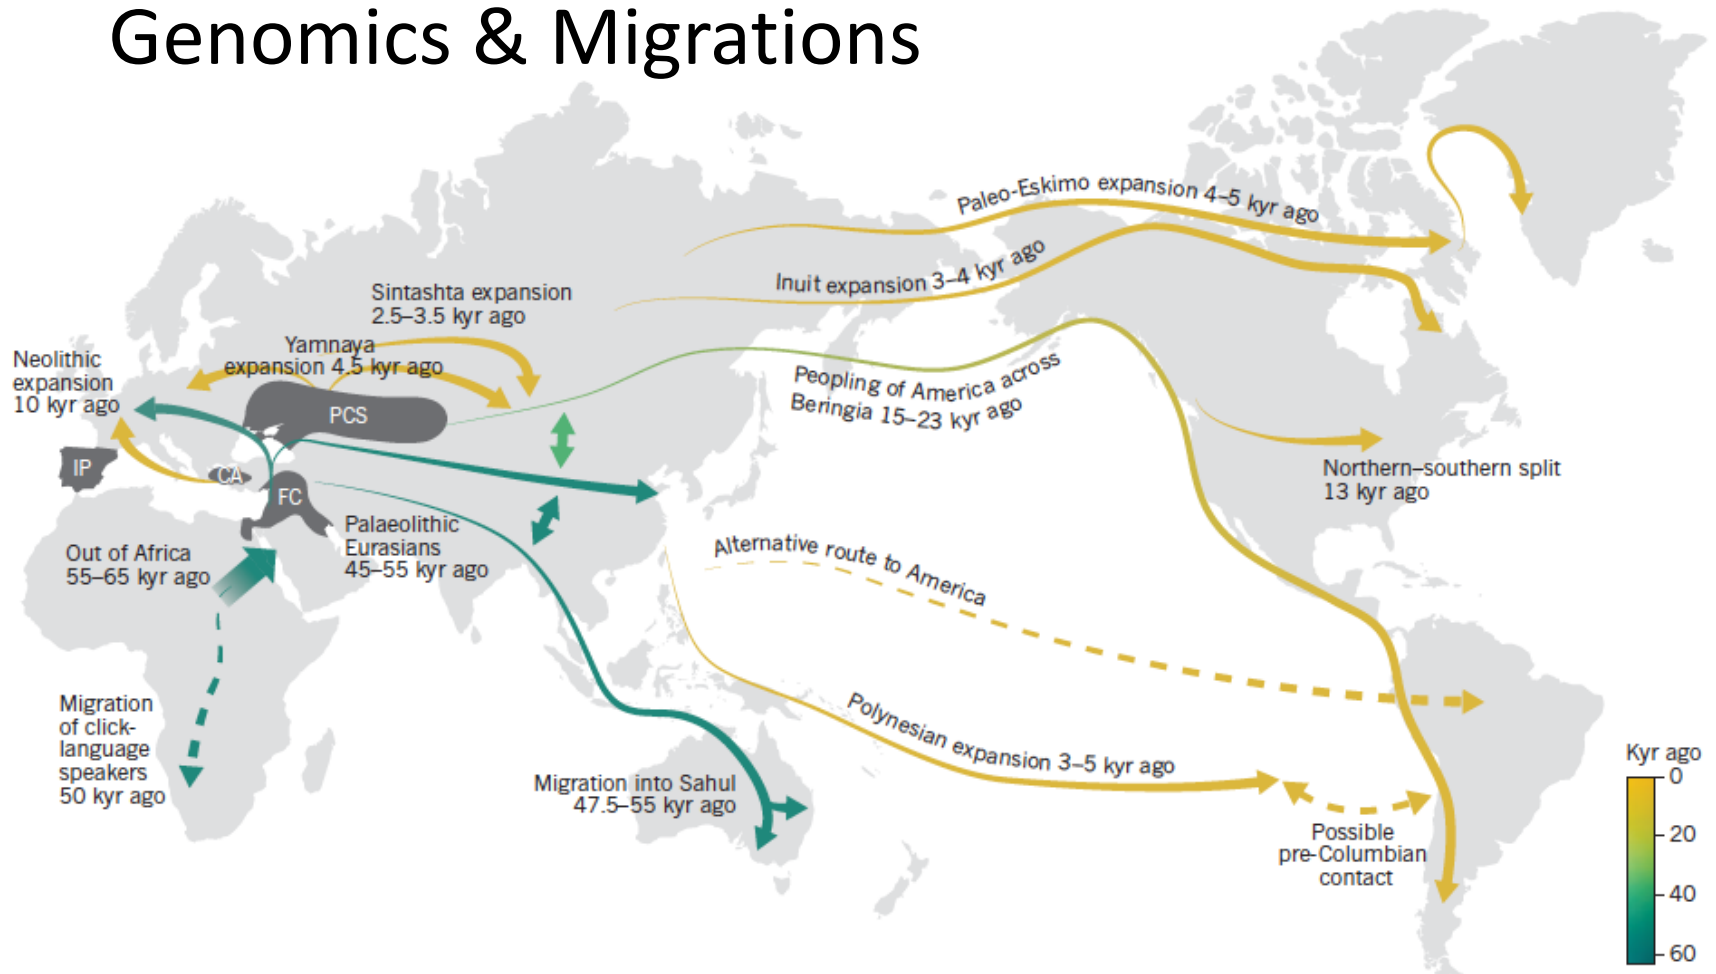 Genomics & Migrations
Paleo-Eskimo expansion 4–5 kyr ago
Inuit expansion 3–4 kyr ago
Sintashta expansion
2.5–3.5 kyr ago
Yamnaya
expansion 4.5 kyr ago
Neolithic
expansion
10 kyr ago
Peopling of America across
Beringia 15–23 kyr ago
PCS
IP
CA
FC
Northern–southern split
13 kyr ago
Palaeolithic
Eurasians
45–55 kyr ago
Out of Africa
55–65 kyr ago
Alternative route to America
Migration
of click-
language
speakers
50 kyr ago
Polynesian expansion 3–5 kyr ago
Migration into Sahul
47.5–55 kyr ago
Possible
pre-Columbian
contact
Kyr ago
0
20
40
60